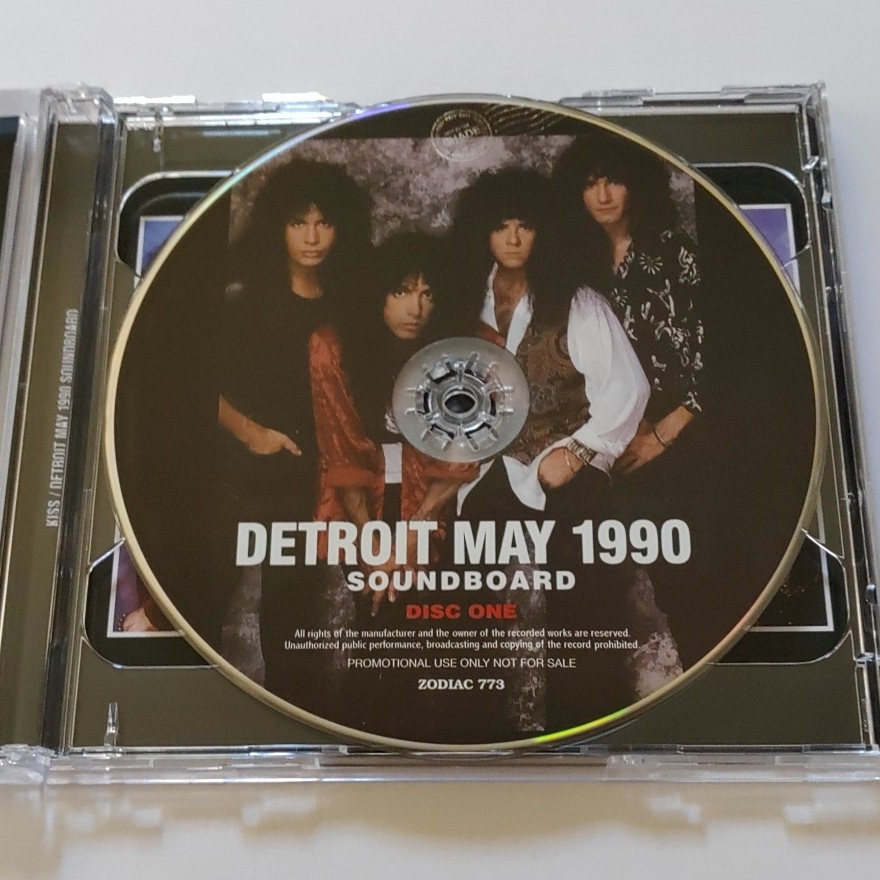 KISS / DETROIT MAY 1990 SOUNDBOARD
DETROIT MAY 1990
SOUNDBOARD
DISC ONE
All rights of the manufacturer and the owner of the recorded works are reserved.
Unauthorized public performance, broadcasting and copying of the record prohibited.
PROMOTIONAL USE ONLY NOT FOR SALE
ZODIAC 773